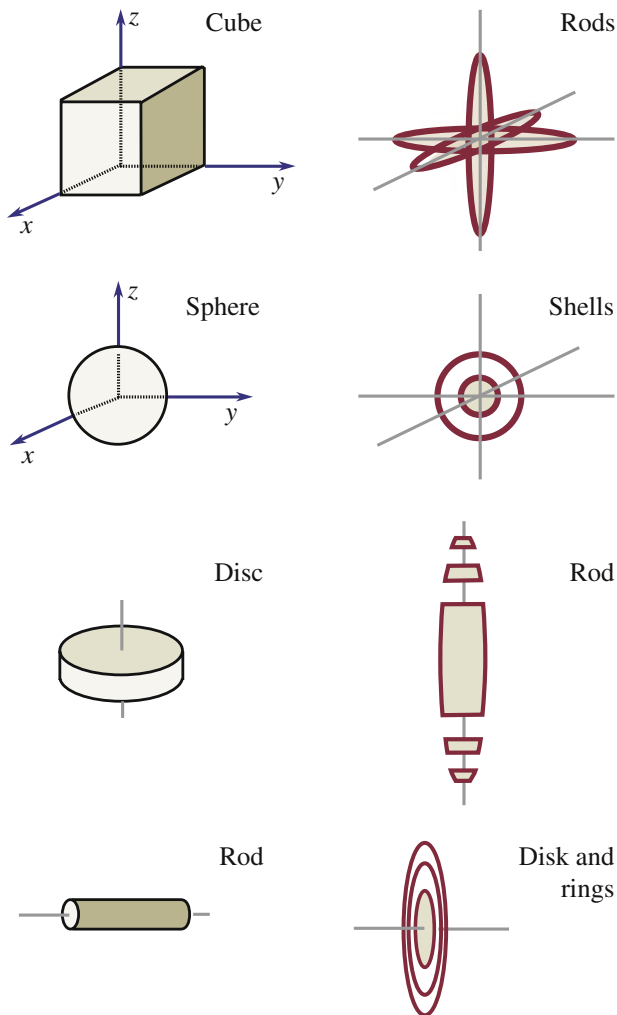 Cube
Rods
z
y
x
Sphere
Shells
z
y
x
Disc
Rod
Rod
Disk and
rings